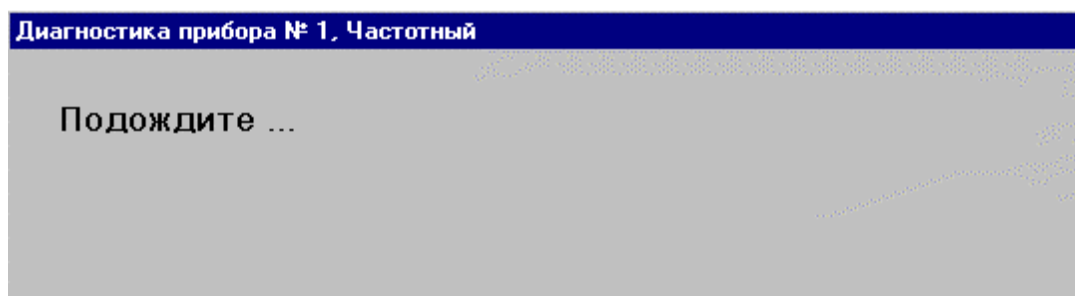 Диагностика прибора № 1, Частотный
Подождите ...